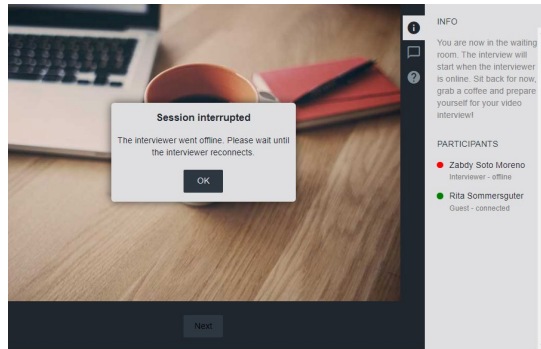 Session interrupted
The interviewer went offline. Please wait until
the interviewer reconnects.
OK
Next
INFO
You are now in the waiting
room. The interview will
start when the interviewer
is online. Sit back for now,
grab a coffee and prepare
yourself for your video
interview!
PARTICIPANTS
Zabdy Soto Moreno
Interviewer - offline
Rita Sommersguter
Guest - connected